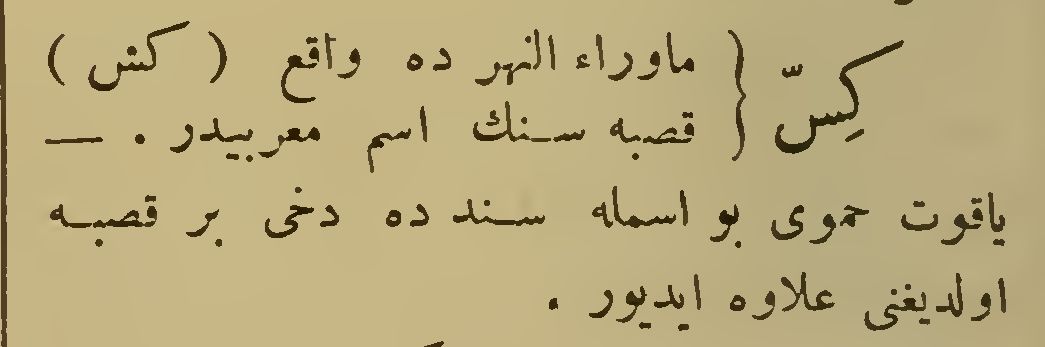 كِسّ { ماوراء النهر ده واقع ( كش )
قصبه سنك اسم معربيدر . —
ياقوت حموى بو اسمله سنده ده دخى بر قصبه
اولديغنى علاوه ايديور .